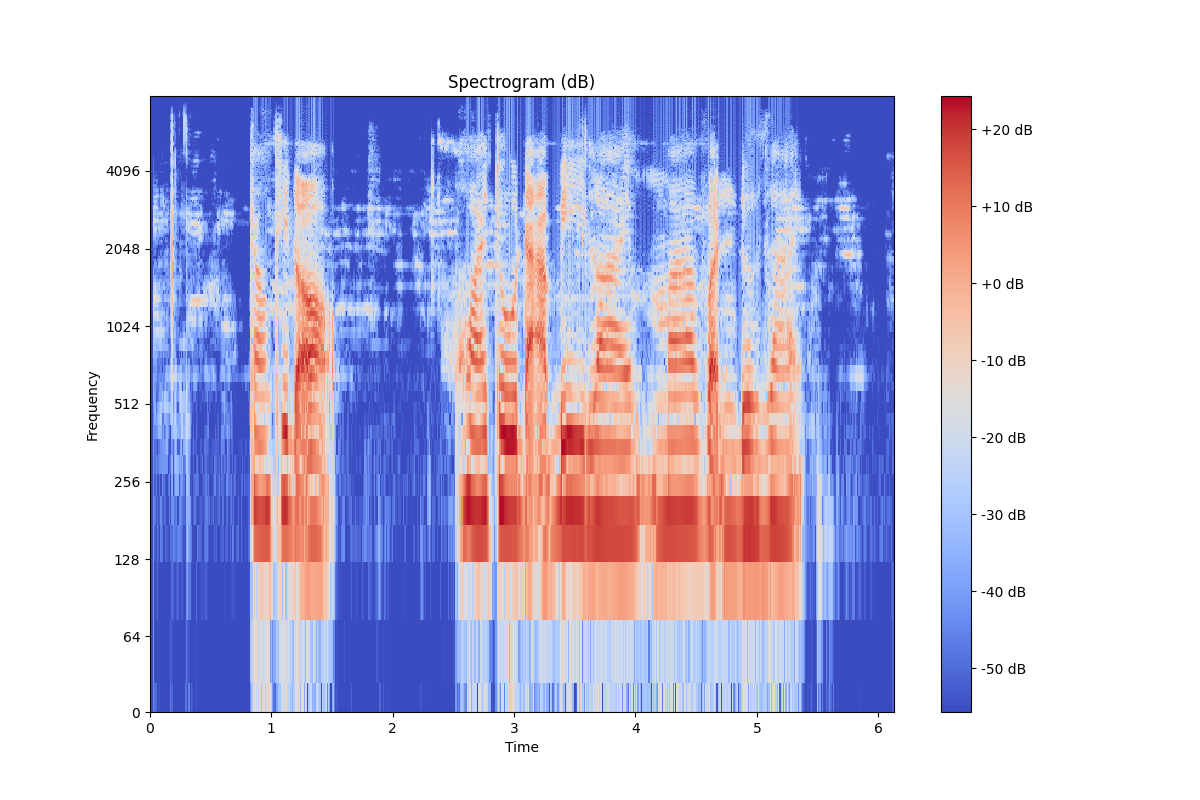 Spectrogram (dB)
4096
2048
1024
512
256
128
64
0
Frequency
0 1 2 3 4 5 6
Time
+20 dB
+10 dB
+0 dB
-10 dB
-20 dB
-30 dB
-40 dB
-50 dB